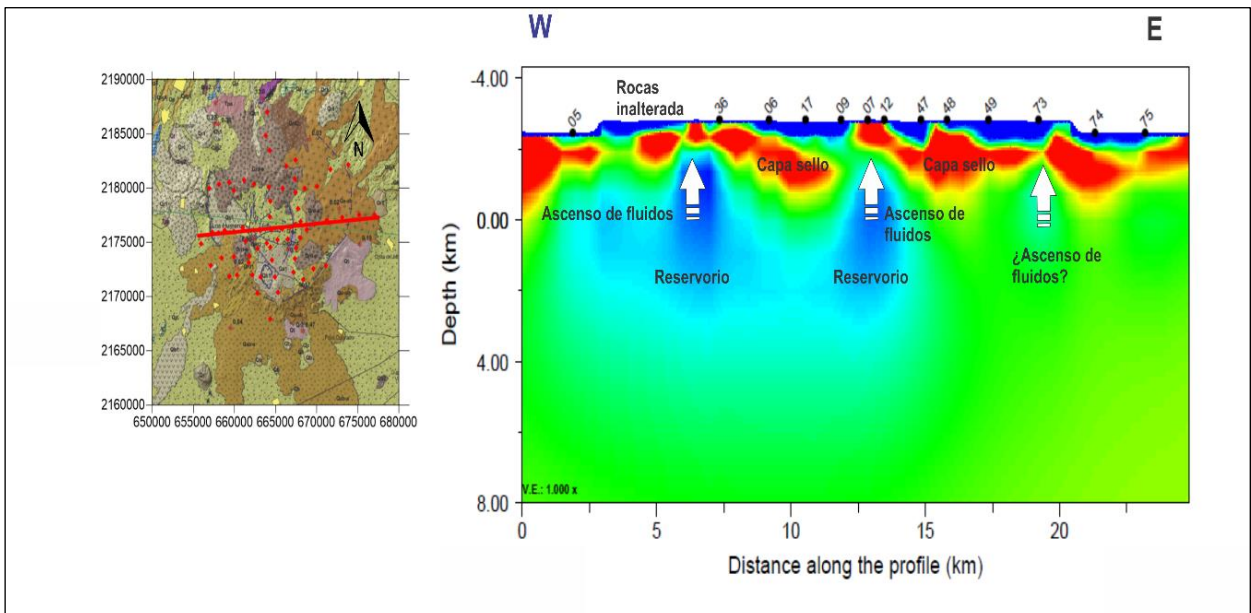 W
E
2190000
2185000
2180000
2175000
2170000
2165000
2160000
650000 655000 660000 665000 670000 675000 680000
N
-4.00
0.00
4.00
8.00
Depth (km)
Rocas
inalterada
05
36
06
17
09
07
12
47
48
49
73
74
75
Capa sello
Capa sello
Ascenso de fluidos
Ascenso de
fluidos
¿Ascenso de
fluidos?
Reservorio
Reservorio
V.E.: 1.000 x
0
5
10
15
20
Distance along the profile (km)